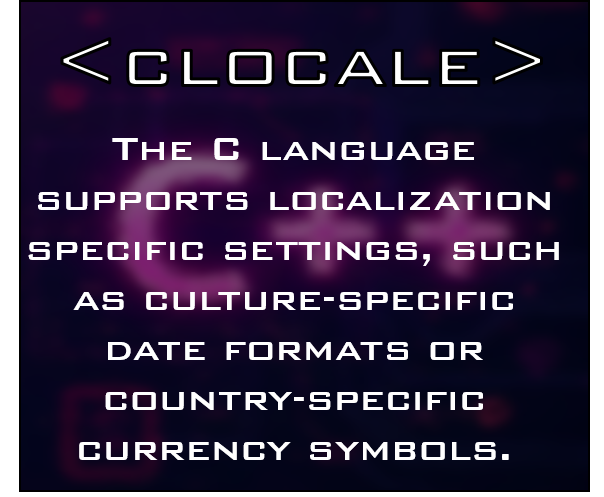 <CLOCALE>
THE C LANGUAGE
SUPPORTS LOCALIZATION
SPECIFIC SETTINGS, SUCH
AS CULTURE-SPECIFIC
DATE FORMATS OR
COUNTRY-SPECIFIC
CURRENCY SYMBOLS.
C++